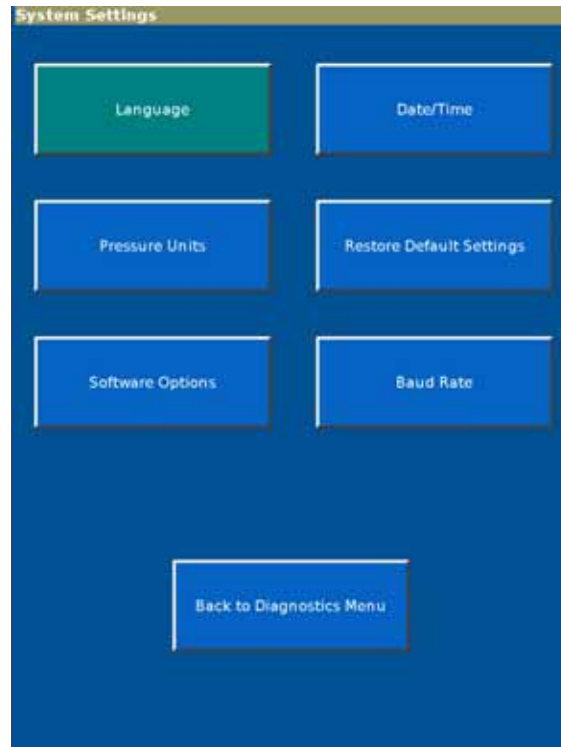 System Settings
Language
Date/Time
Pressure Units
Restore Default Settings
Software Options
Baud Rate
Back to Diagnostics Menu